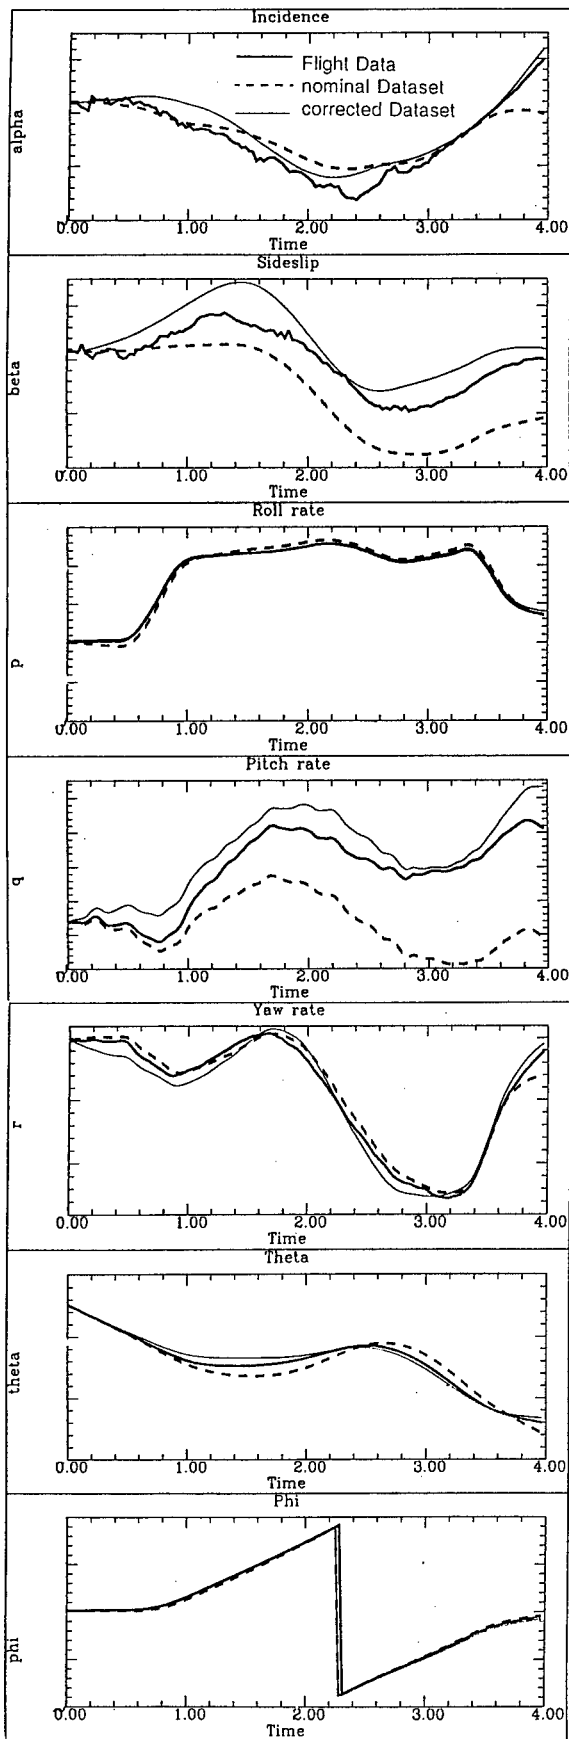 Incidence
Flight Data
nominal Dataset
corrected Dataset
alpha
0.00 1.00 2.00 3.00 4.00
Time
Sideslip
beta
0.00 1.00 2.00 3.00 4.00
Time
Roll rate
p
0.00 1.00 2.00 3.00 4.00
Time
Pitch rate
q
0.00 1.00 2.00 3.00 4.00
Time
Yaw rate
r
0.00 1.00 2.00 3.00 4.00
Time
Theta
theta
0.00 1.00 2.00 3.00 4.00
Time
Phi
phi
0.00 1.00 2.00 3.00 4.00
Time